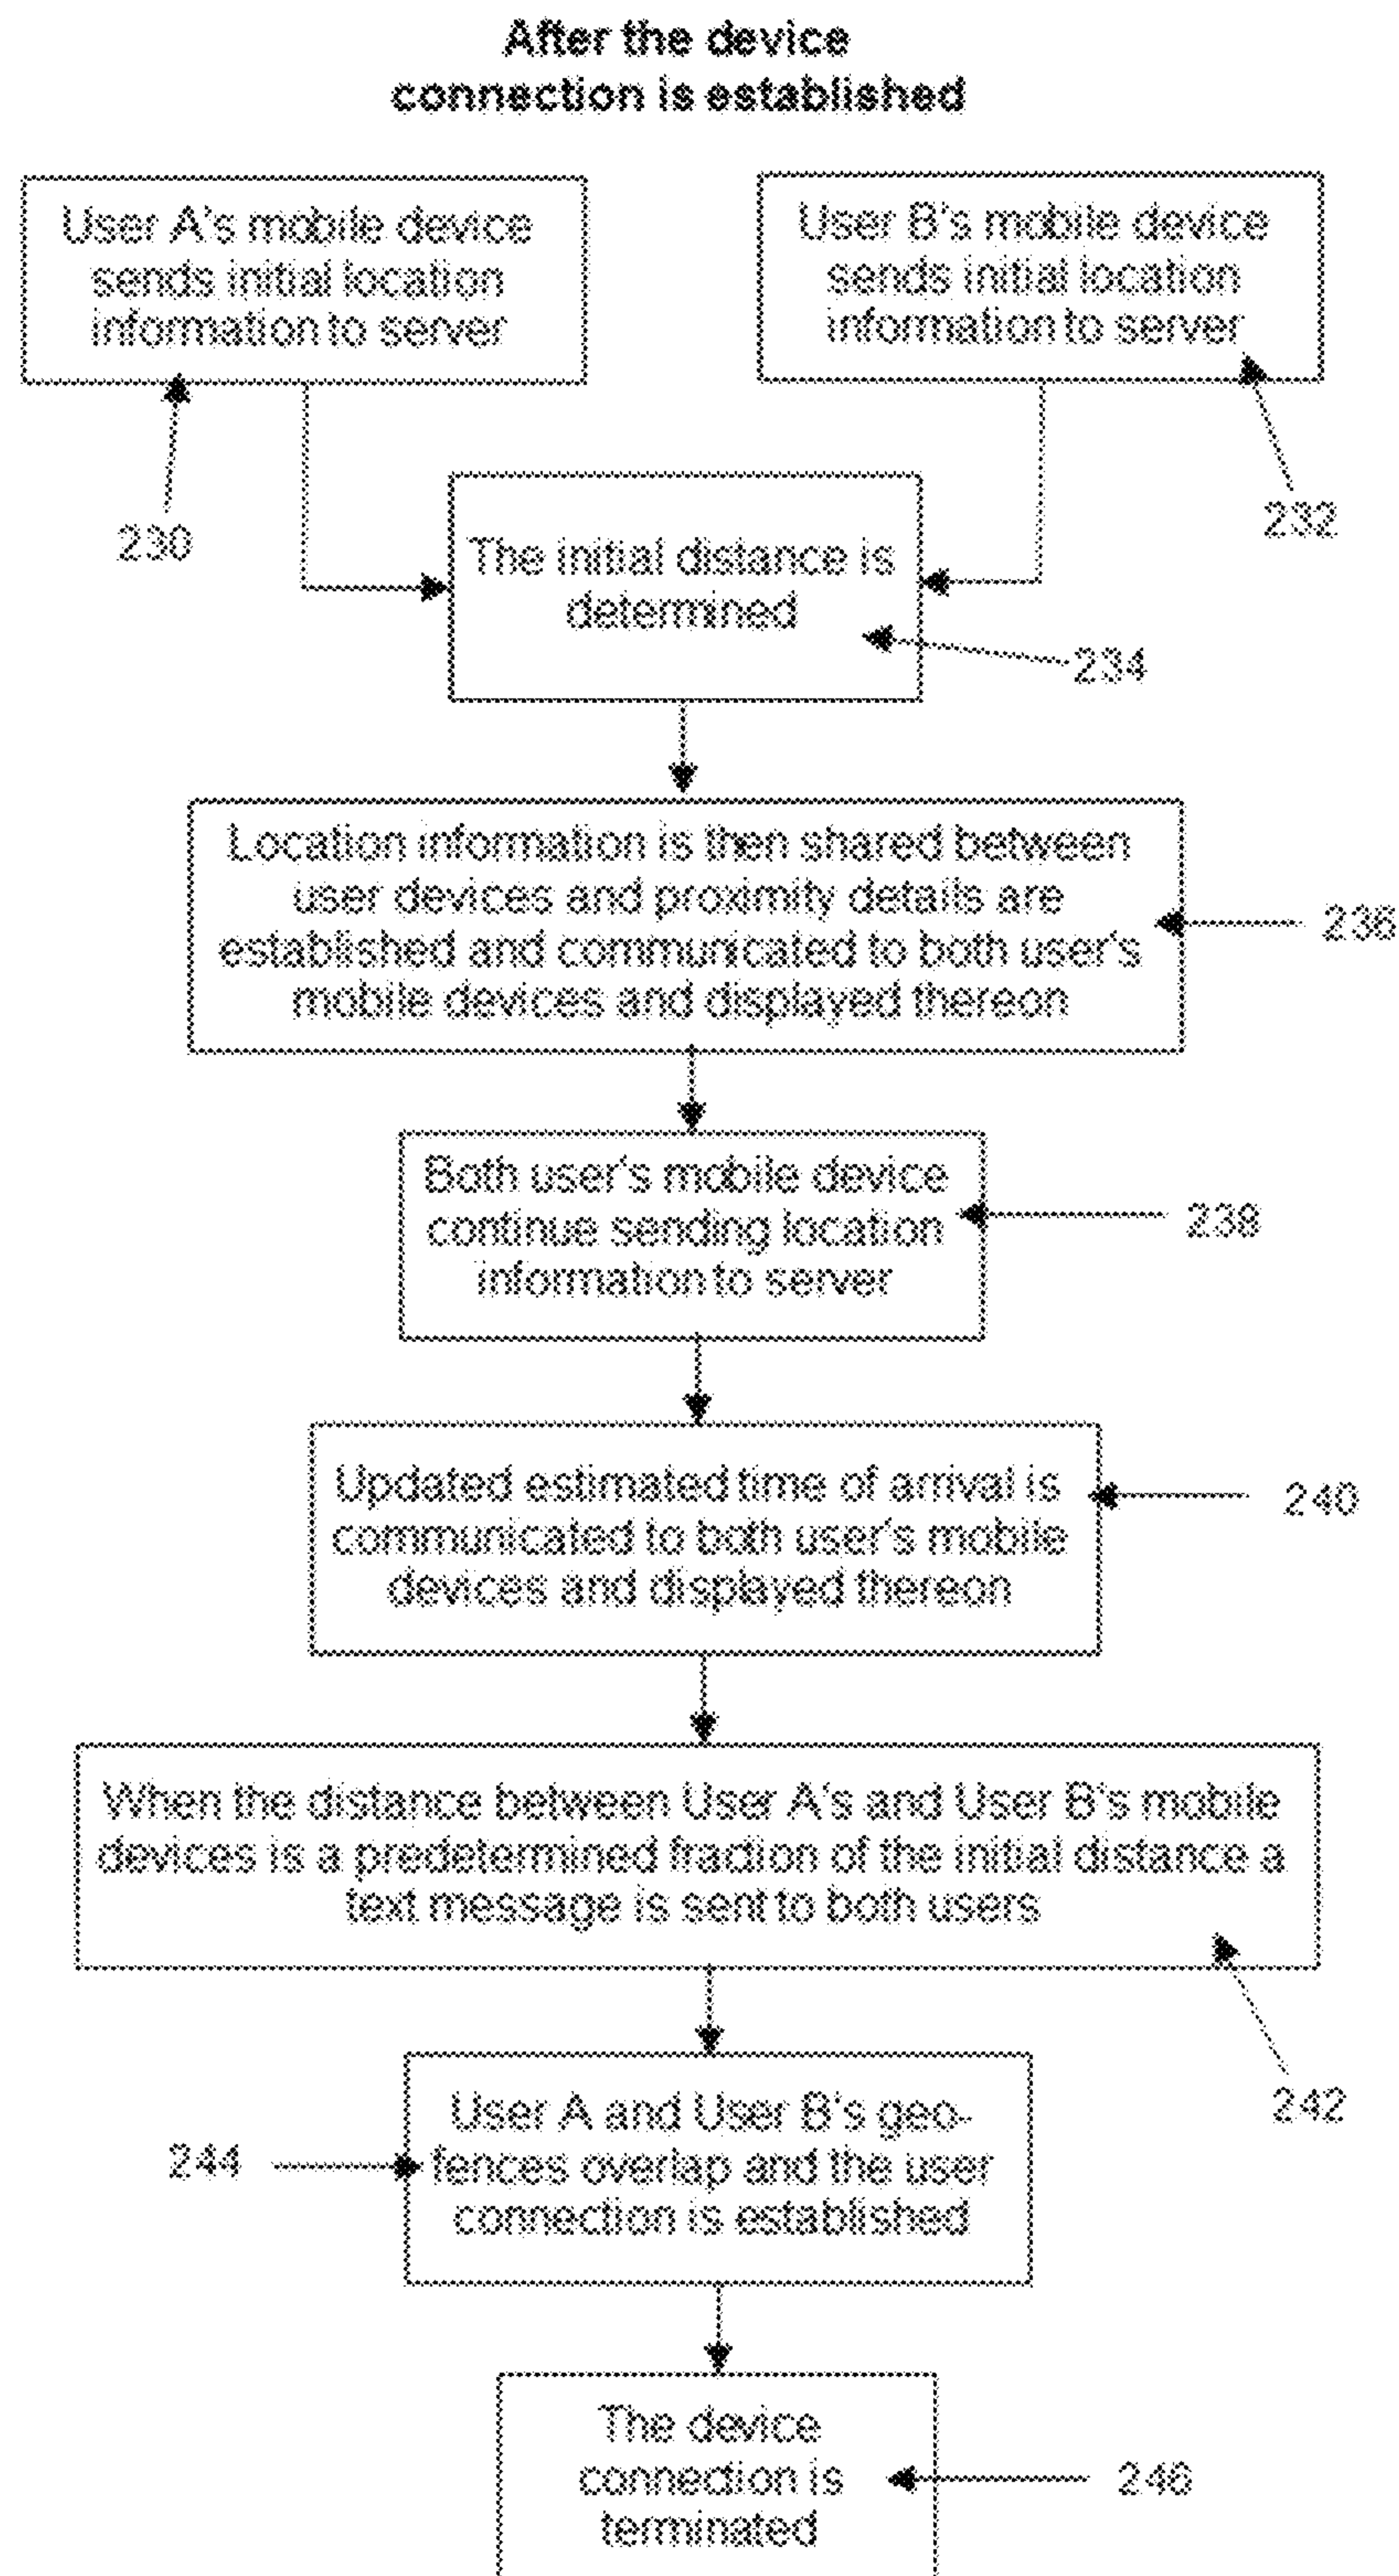 After the device
connection is established
User A's mobile device
sends initial location
information to server
User B's mobile device
sends initial location
information to server
230
232
The initial distance is
determined
234
Location information is then shared between
user devices and proximity details are
established and communicated to both user's
mobile devices and displayed thereon
236
Both user's mobile device
continue sending location
information to server
238
Updated estimated time of arrival is
communicated to both user's mobile
devices and displayed thereon
240
When the distance between User A's and User B's mobile
devices is a predetermined fraction of the initial distance a
text message is sent to both users
242
User A and User B's geo-
fences overlap and the user
connection is established
244
The device
connection is
terminated
246